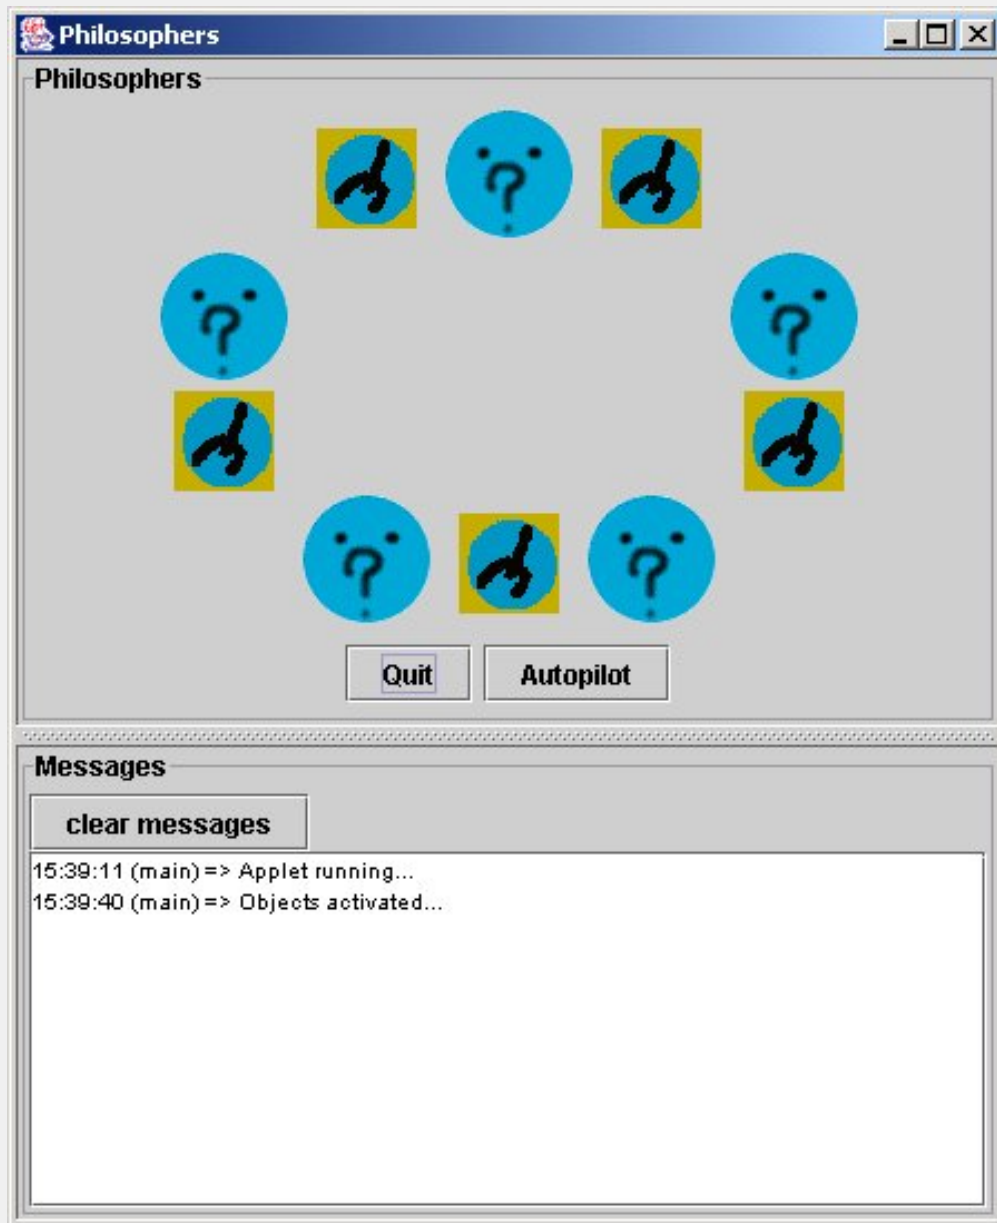 Philosophers
Philosophers
?
? ?
? ?
Quit Autopilot
Messages
clear messages
15:39:11 (main) => Applet running...
15:39:40 (main) => Objects activated...